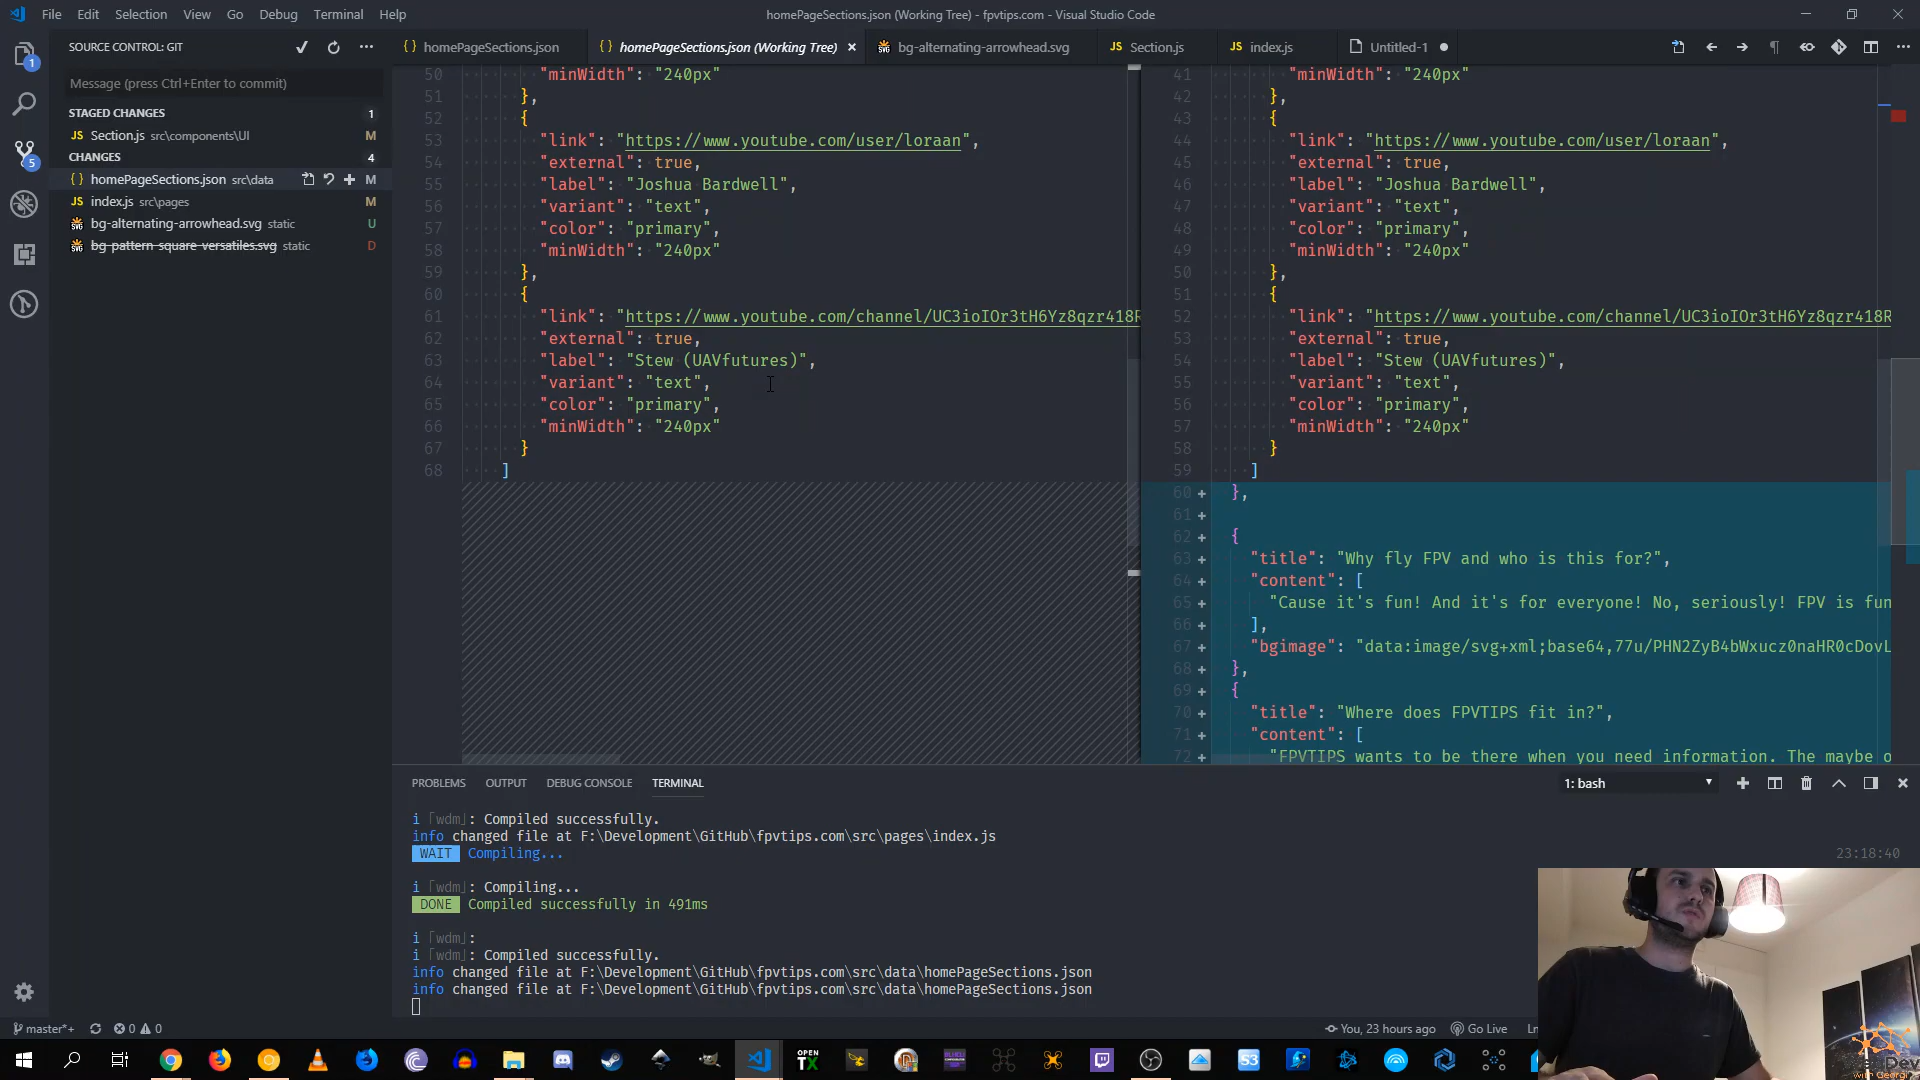 File Edit Selection View Go Debug Terminal Help
homePageSections.json (Working Tree) - fpvtips.com - Visual Studio Code
SOURCE CONTROL: GIT
homePageSections.json
homePageSections.json (Working Tree)
bg-alternating-arrowhead.svg
JS Section.js
JS index.js
Untitled-1
Message (press Ctrl+Enter to commit)
STAGED CHANGES 1
JS Section.js src\components\UI M
CHANGES 4
{} homePageSections.json src\data M
JS index.js src\pages M
bg-alternating-arrowhead.svg static U
bg-pattern-square-versatiles.svg static D
1
5
50 "minWidth": "240px"
51 },
52 {
53 "link": "https://www.youtube.com/user/loraan",
54 "external": true,
55 "label": "Joshua Bardwell",
56 "variant": "text",
57 "color": "primary",
58 "minWidth": "240px"
59 },
60 {
61 "link": "https://www.youtube.com/channel/UC3ioIOr3tH6Yz8qzr418R
62 "external": true,
63 "label": "Stew (UAVfutures)",
64 "variant": "text",
65 "color": "primary",
66 "minWidth": "240px"
67 }
68 ]
41 "minWidth": "240px"
42 },
43 {
44 "link": "https://www.youtube.com/user/loraan",
45 "external": true,
46 "label": "Joshua Bardwell",
47 "variant": "text",
48 "color": "primary",
49 "minWidth": "240px"
50 },
51 {
52 "link": "https://www.youtube.com/channel/UC3ioIOr3tH6Yz8qzr418R
53 "external": true,
54 "label": "Stew (UAVfutures)",
55 "variant": "text",
56 "color": "primary",
57 "minWidth": "240px"
58 }
59 ]
60 + },
61 +
62 + {
63 + "title": "Why fly FPV and who is this for?",
64 + "content": [
65 + "Cause it's fun! And it's for everyone! No, seriously! FPV is fun
66 + ],
67 + "bgimage": "data:image/svg+xml;base64,77u/PHN2ZyB4bWxucz0naHR0cDovL
68 + },
69 + {
70 + "title": "Where does FPVTIPS fit in?",
71 + "content": [
72 + "FPVTIPS wants to be there when you need information. The maybe o
PROBLEMS OUTPUT DEBUG CONSOLE TERMINAL
1: bash
i ｢wdm｣: Compiled successfully.
info changed file at F:\Development\GitHub\fpvtips.com\src\pages\index.js
WAIT Compiling...
23:18:40
i ｢wdm｣: Compiling...
DONE Compiled successfully in 491ms
i ｢wdm｣:
i ｢wdm｣: Compiled successfully.
info changed file at F:\Development\GitHub\fpvtips.com\src\data\homePageSections.json
info changed file at F:\Development\GitHub\fpvtips.com\src\data\homePageSections.json
master*+ 0 0
You, 23 hours ago Go Live Ln
OPEN TX
S3